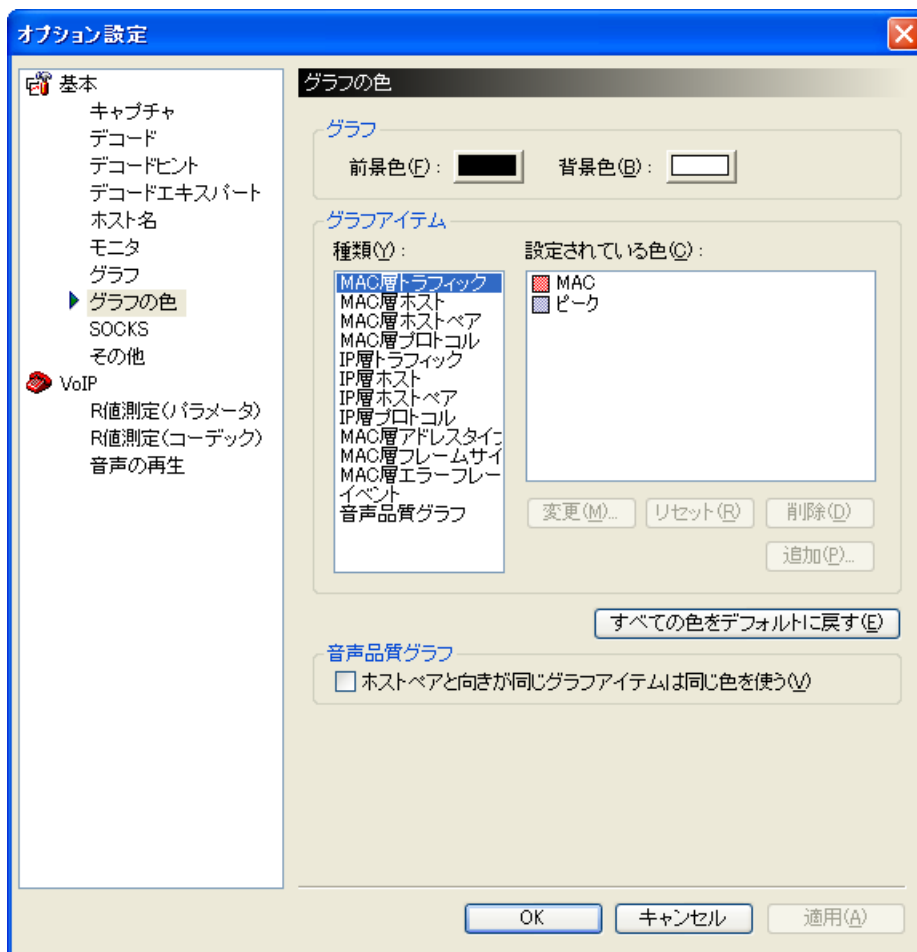 オプション設定
基本
キャプチャ
デコード
デコードヒント
デコードエキスパート
ホスト名
モニタ
グラフ
グラフの色
SOCKS
その他
VoIP
R値測定(パラメータ)
R値測定(コーデック)
音声の再生
グラフの色
グラフ
前景色(F): 背景色(B):
グラフアイテム
種類(Y):
MAC層トラフィック
MAC層ホスト
MAC層ホストペア
MAC層プロトコル
IP層トラフィック
IP層ホスト
IP層ホストペア
IP層プロトコル
MAC層アドレスタイプ
MAC層フレームサイ
MAC層エラーフレー
イベント
音声品質グラフ
設定されている色(C):
MAC
ピーク
変更(M)... リセット(R) 削除(D)
追加(P)...
すべての色をデフォルトに戻す(E)
音声品質グラフ
ホストペアと向きが同じグラフアイテムは同じ色を使う(V)
OK キャンセル 適用(A)